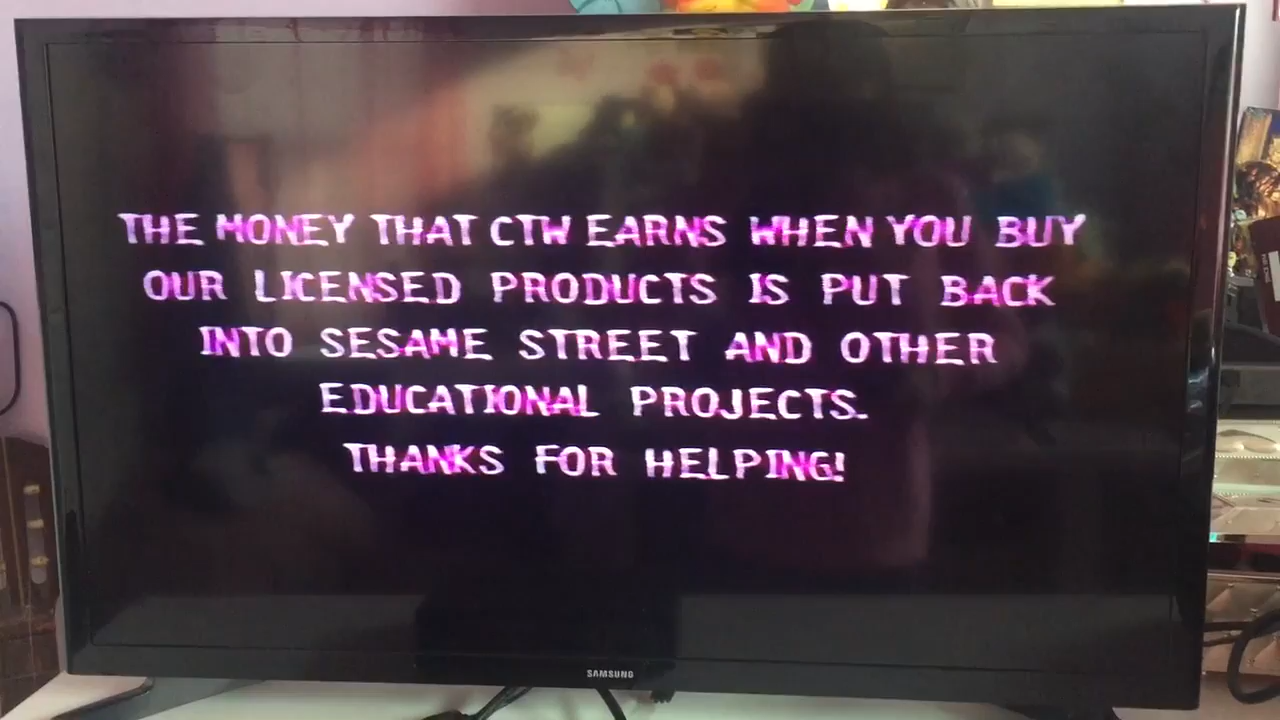 THE MONEY THAT CTW EARNS WHEN YOU BUY
OUR LICENSED PRODUCTS IS PUT BACK
INTO SESAME STREET AND OTHER
EDUCATIONAL PROJECTS.
THANKS FOR HELPING!
SAMSUNG